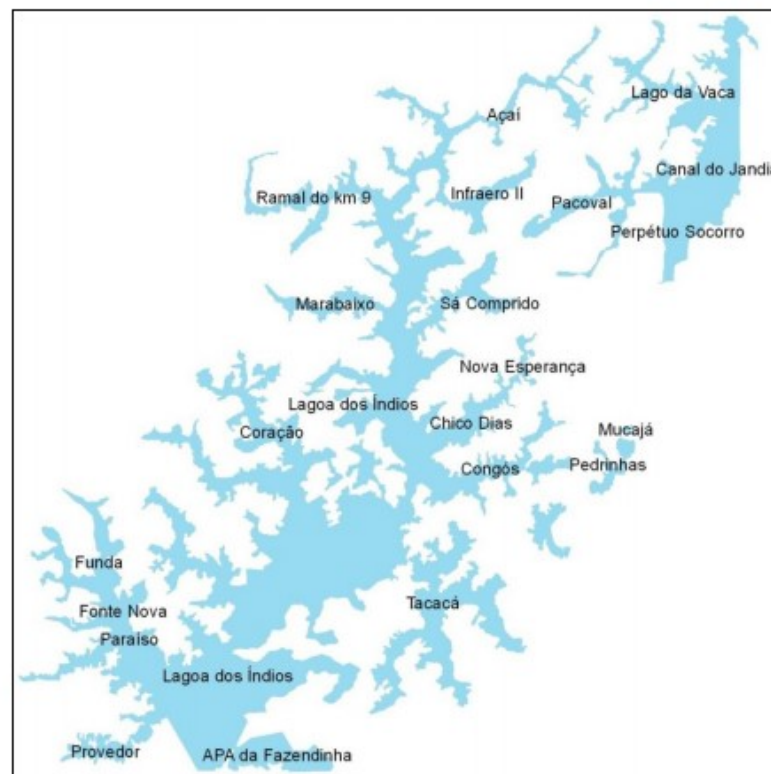 Lago da Vaca
Açaí
Canal do Jandia
Ramal do km 9
Infraero II
Pacoval
Perpétuo Socorro
Marabaixo
Sá Comprido
Nova Esperança
Lagoa dos Índios
Chico Dias
Coração
Mucajá
Congós
Pedrinhas
Funda
Tacacá
Fonte Nova
Paraíso
Lagoa dos Índios
Provedor
APA da Fazendinha